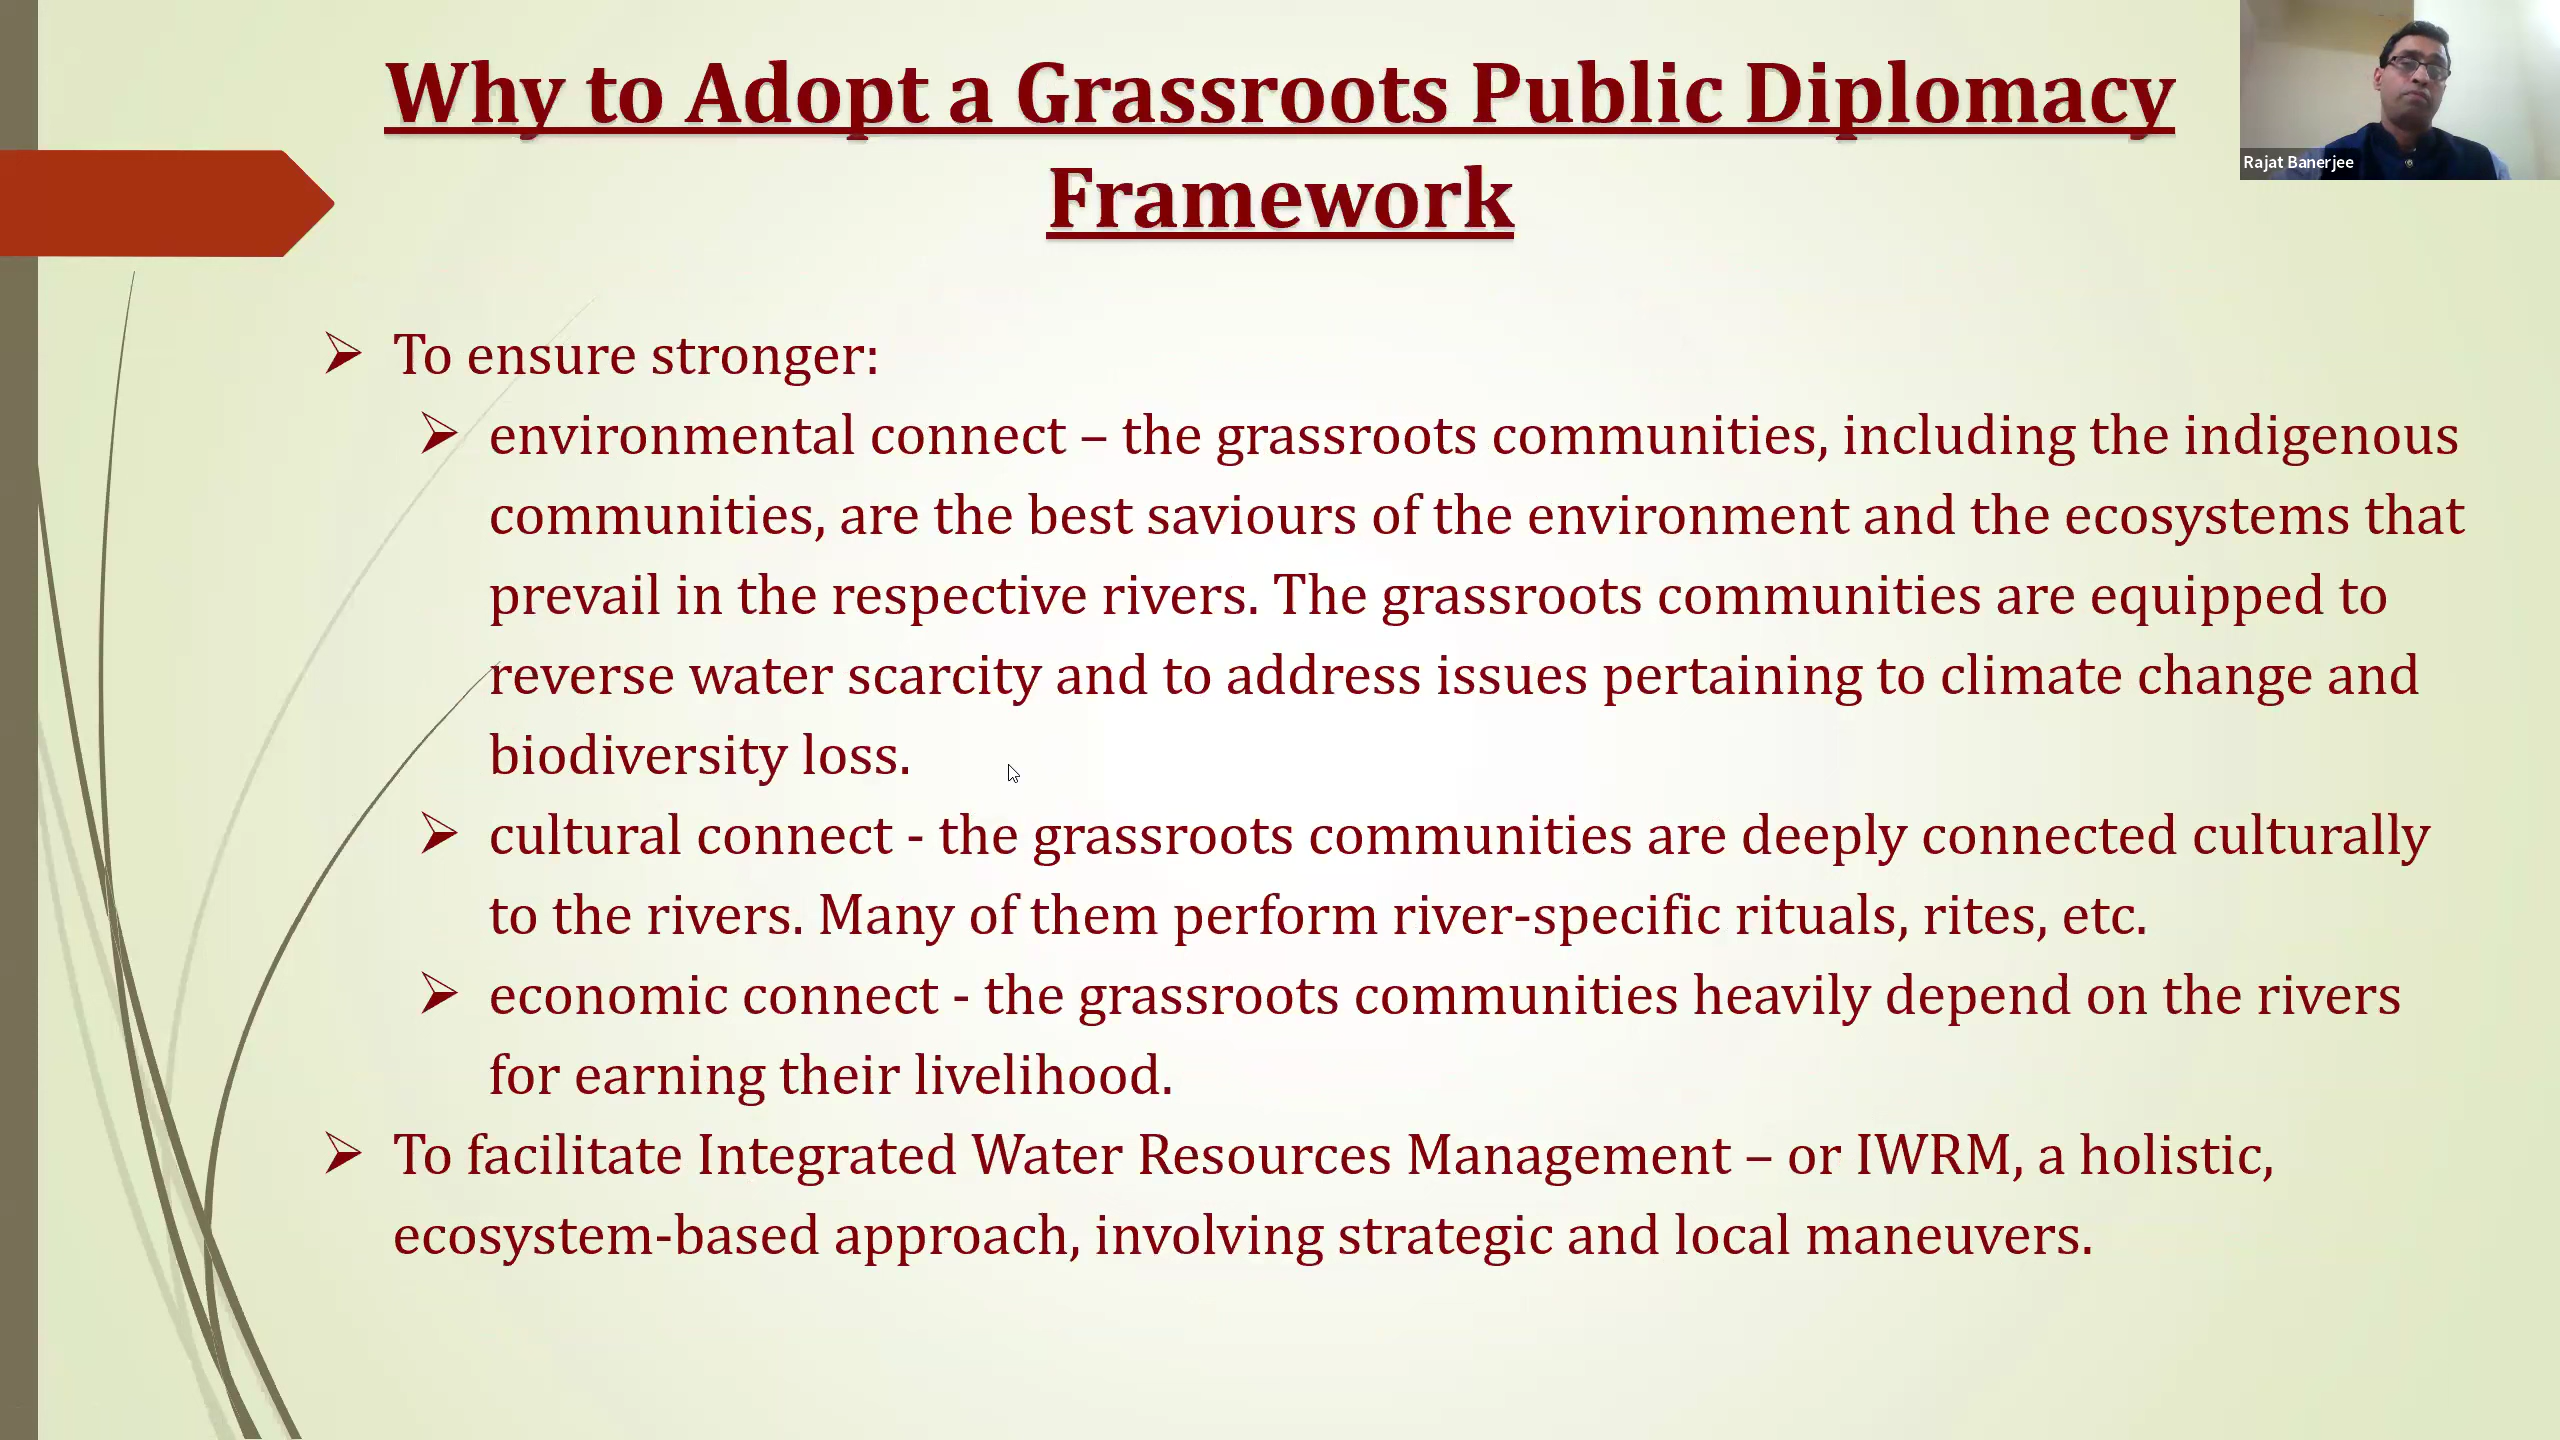 Why to Adopt a Grassroots Public Diplomacy
Framework
Rajat Banerjee
➢ To ensure stronger:
➢ environmental connect – the grassroots communities, including the indigenous
communities, are the best saviours of the environment and the ecosystems that
prevail in the respective rivers. The grassroots communities are equipped to
reverse water scarcity and to address issues pertaining to climate change and
biodiversity loss.
➢ cultural connect - the grassroots communities are deeply connected culturally
to the rivers. Many of them perform river-specific rituals, rites, etc.
➢ economic connect - the grassroots communities heavily depend on the rivers
for earning their livelihood.
➢ To facilitate Integrated Water Resources Management – or IWRM, a holistic,
ecosystem-based approach, involving strategic and local maneuvers.